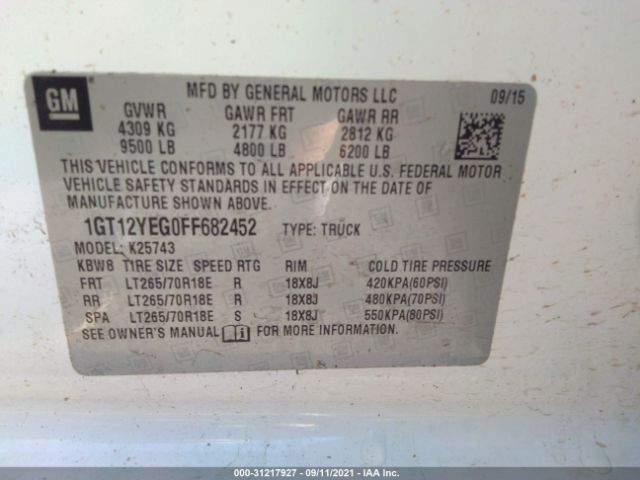 GM
MFD BY GENERAL MOTORS LLC 09/15
GVWR GAWR FRT GAWR RR
4309 KG 2177 KG 2812 KG
9500 LB 4800 LB 6200 LB
THIS VEHICLE CONFORMS TO ALL APPLICABLE U.S. FEDERAL MOTOR
VEHICLE SAFETY STANDARDS IN EFFECT ON THE DATE OF
MANUFACTURE SHOWN ABOVE.
1GT12YEG0FF682452 TYPE: TRUCK
MODEL: K25743
KBW8 TIRE SIZE SPEED RTG RIM COLD TIRE PRESSURE
FRT LT265/70R18E R 18X8J 420KPA(60PSI)
RR LT265/70R18E R 18X8J 480KPA(70PSI)
SPA LT265/70R18E S 18X8J 550KPA(80PSI)
SEE OWNER'S MANUAL FOR MORE INFORMATION.
000-31217927 - 09/11/2021 - IAA Inc.